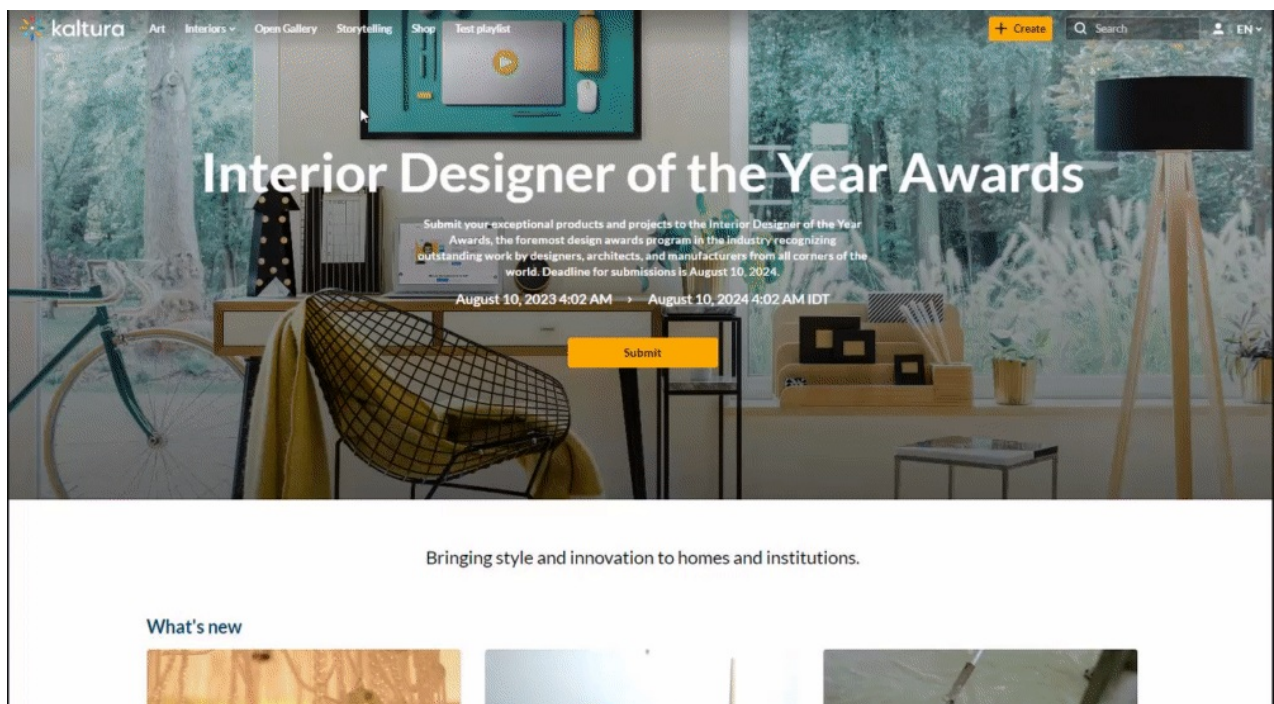 kaltura Art Interiors Open Gallery Storytelling Shop Test playlist + Create Search EN
Interior Designer of the Year Awards
Submit your exceptional products and projects to the Interior Designer of the Year
Awards, the foremost design awards program in the industry recognizing
outstanding work by designers, architects, and manufacturers from all corners of the
world. Deadline for submissions is August 10, 2024.
August 10, 2023 4:02 AM › August 10, 2024 4:02 AM IDT
Submit
Bringing style and innovation to homes and institutions.
What's new